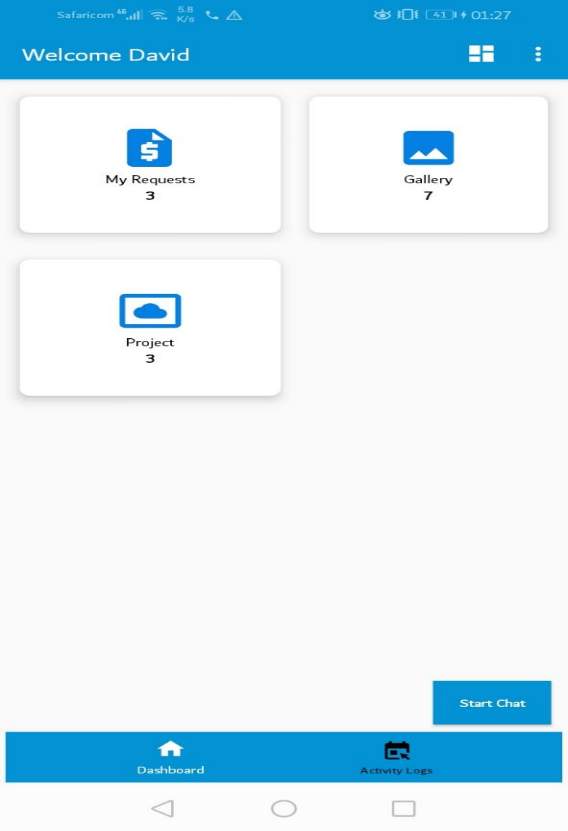 Safaricom 4G 5.8 K/s 41 01:27
Welcome David
My Requests
3
Gallery
7
Project
3
Start Chat
Dashboard
Activity Logs